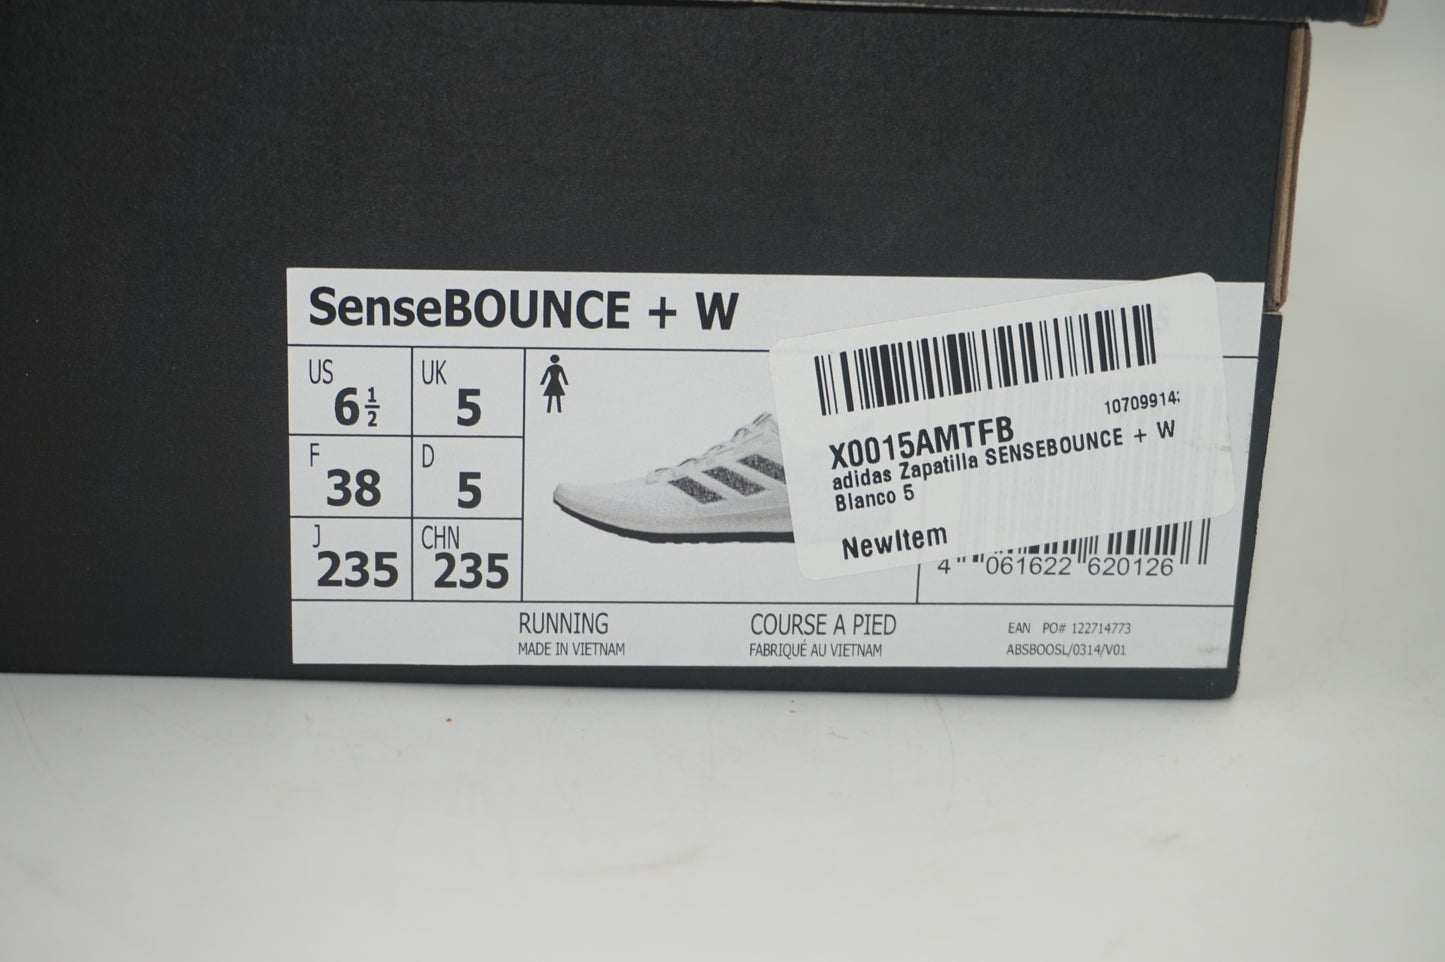 SenseBOUNCE + W
US 6½
UK 5
F 38
D 5
J 235
CHN 235
X0015AMTFB
adidas Zapatilla SENSEBOUNCE + W
Blanco 5
NewItem
4 061622 620126
RUNNING
MADE IN VIETNAM
COURSE A PIED
FABRIQUÉ AU VIETNAM
EAN PO# 122714773
ABSBOOSL/0314/V01